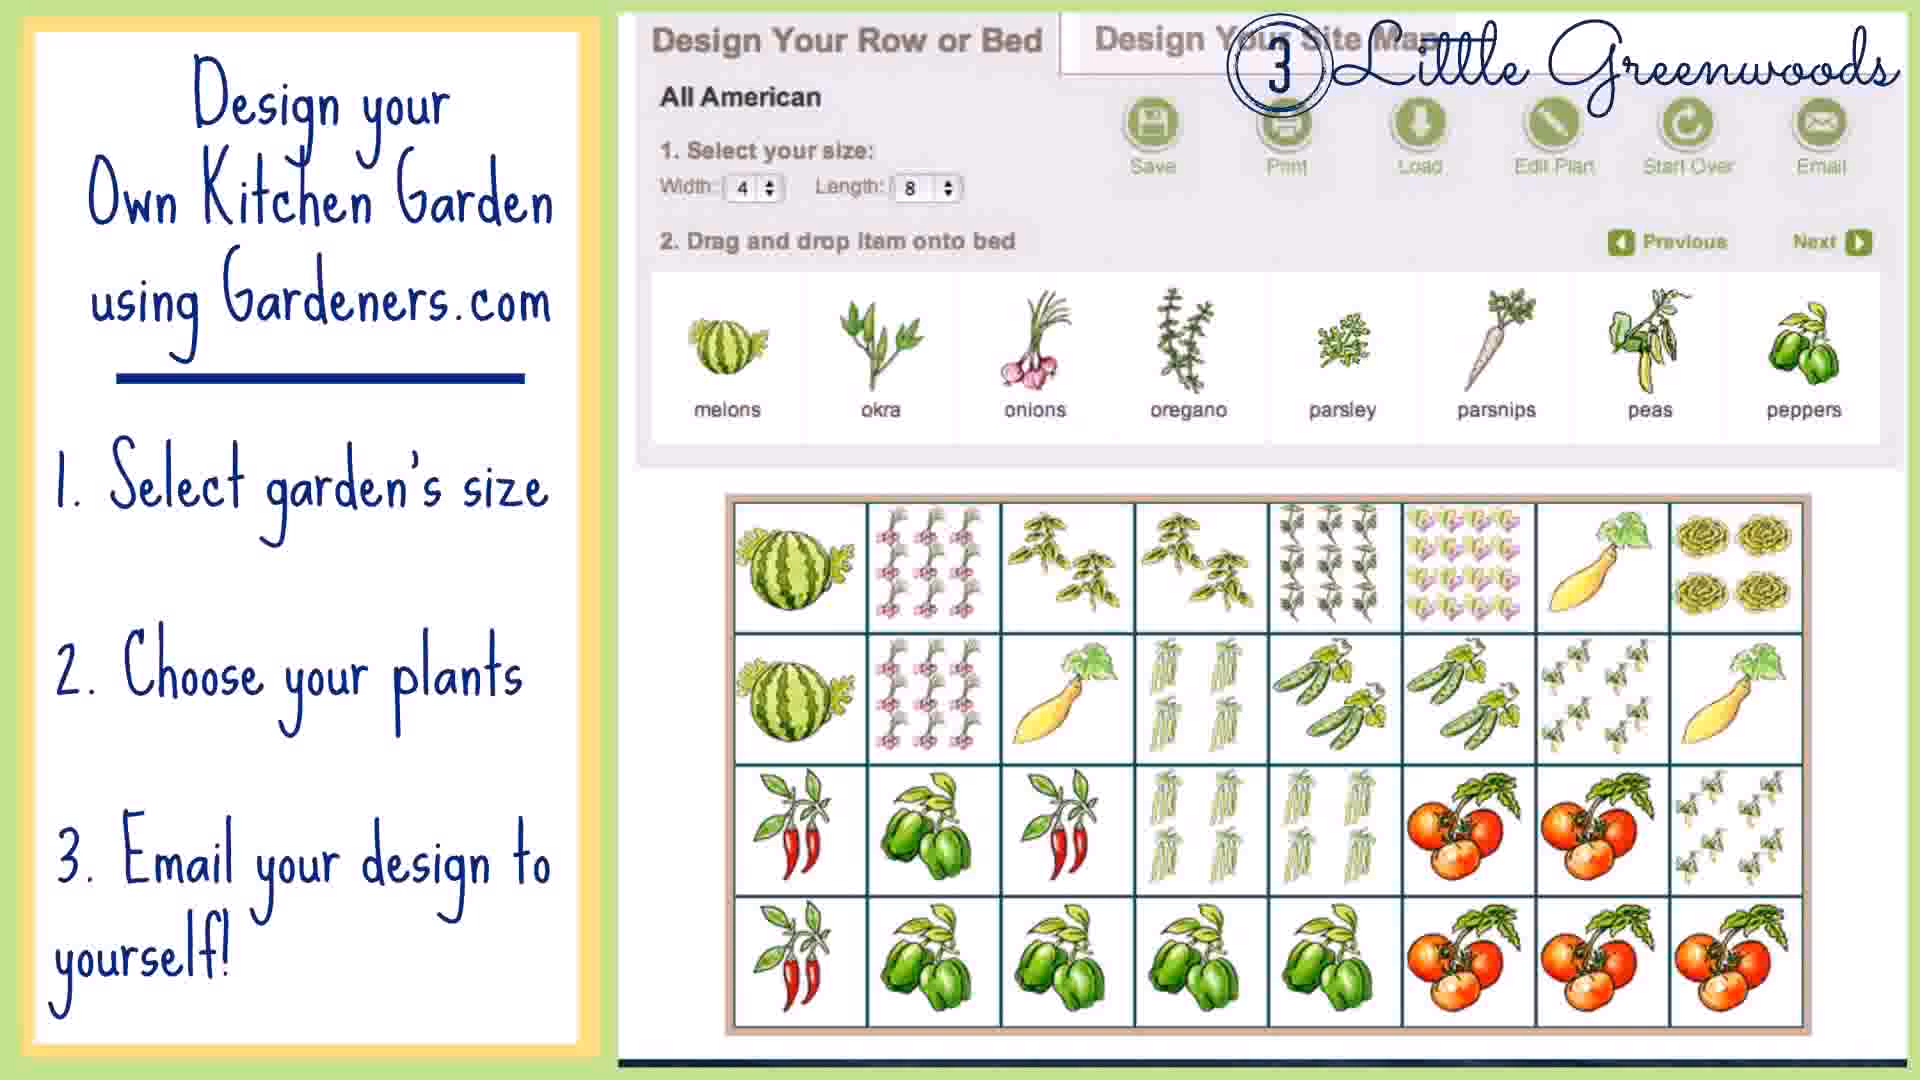 Design your
Own Kitchen Garden
using Gardeners.com
1. Select garden's size
2. Choose your plants
3. Email your design to
yourself!
Design Your Row or Bed
Design Your Site Map
3 Little Greenwoods
All American
1. Select your size:
Width: 4 Length: 8
Save Print Load Edit Plant Start Over Email
2. Drag and drop item onto bed
Previous Next
melons okra onions oregano parsley parsnips peas peppers